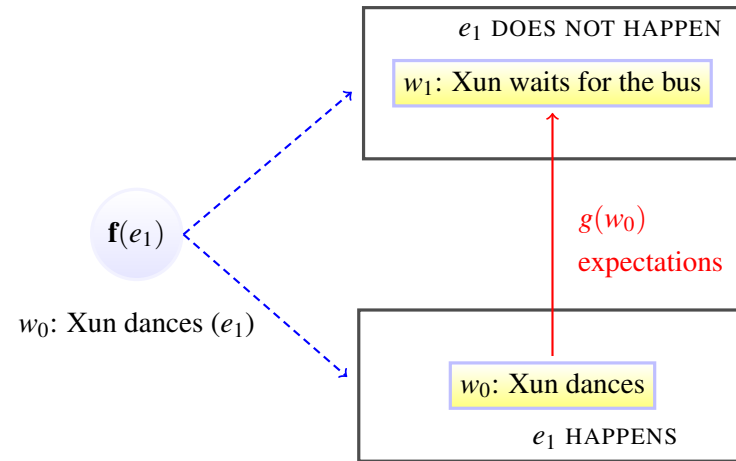 e₁ DOES NOT HAPPEN
w₁: Xun waits for the bus
f(e₁)
g(w₀)
expectations
w₀: Xun dances (e₁)
w₀: Xun dances
e₁ HAPPENS